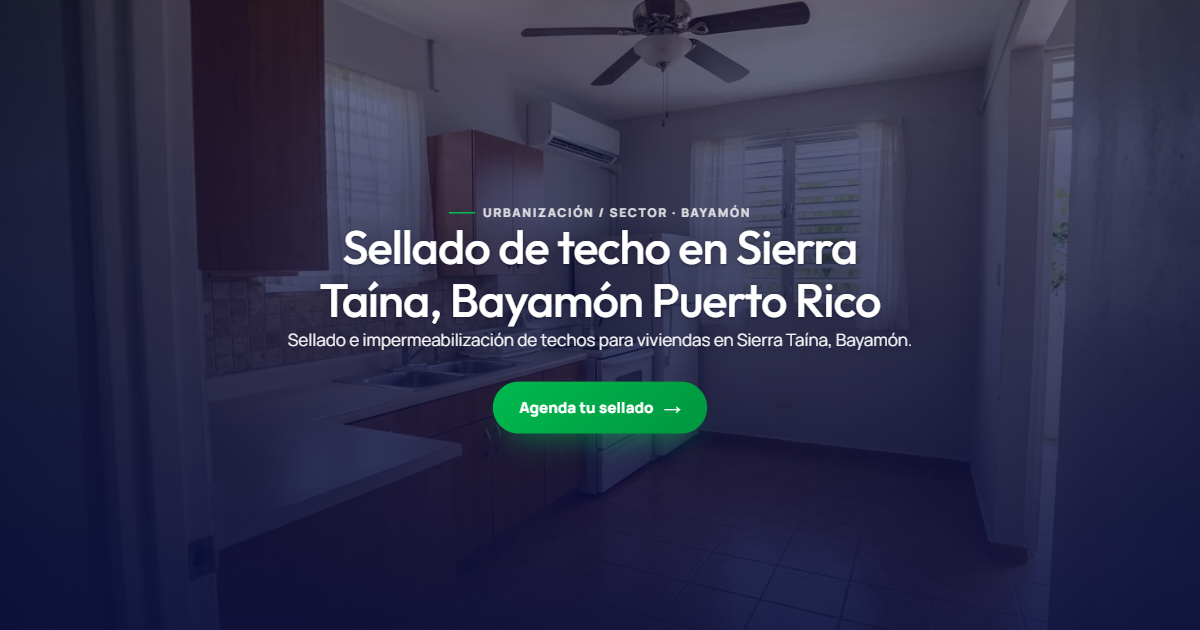 URBANIZACIÓN / SECTOR · BAYAMÓN
Sellado de techo en Sierra
Taína, Bayamón Puerto Rico
Sellado e impermeabilización de techos para viviendas en Sierra Taína, Bayamón.
Agenda tu sellado →